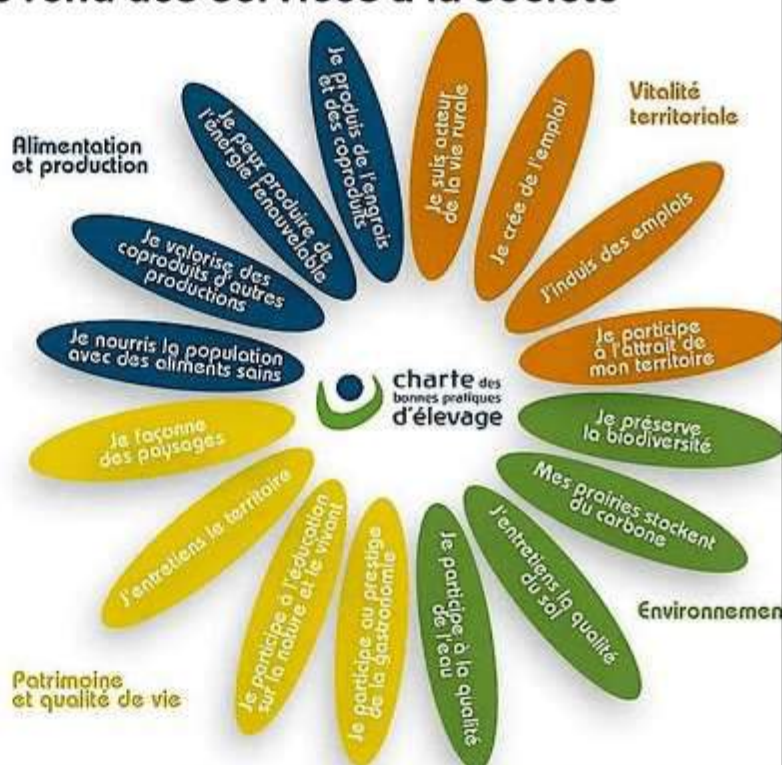 rend des services à la société
Alimentation
et production
Je nourris la population
avec des aliments sains
Je valorise des
coproduits d'autres
productions
Je peux produire de
l'énergie renouvelable
Je produis de l'engrais
et des coproduits
Vitalité
territoriale
Je suis acteur
de la vie rurale
Je crée de l'emploi
J'induis des emplois
Je participe
à l'attrait de
mon territoire
charte des
bonnes pratiques
d'élevage
Environnemen
Je préserve
la biodiversité
Mes prairies stockent
du carbone
J'entretiens la qualité
du sol
Je participe à la qualité
de l'eau
Patrimoine
et qualité de vie
Je participe au prestige
de la gastronomie
Je participe à l'éducation
sur la nature et le vivant
J'entretiens le territoire
Je façonne
des paysages